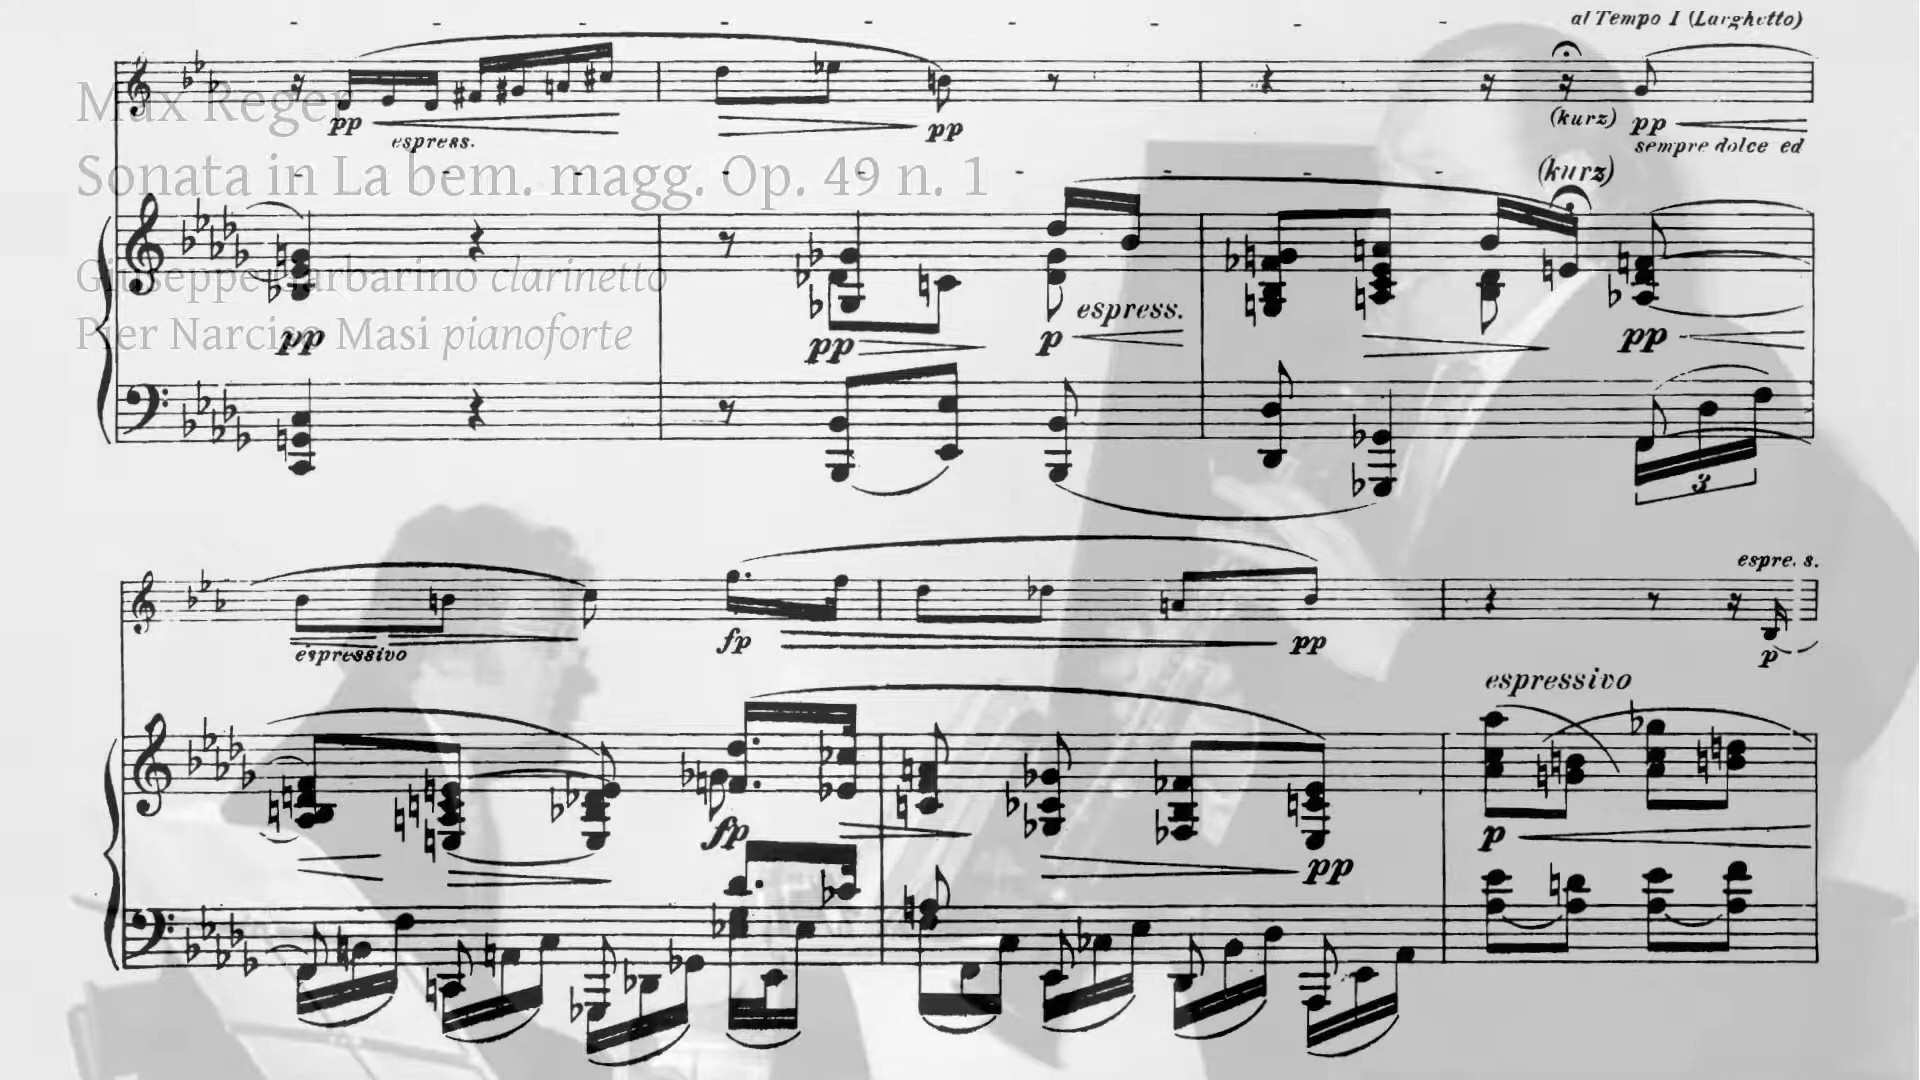 al Tempo I (Larghetto)
Max Reger
pp
espress.
pp
(kurz)
pp
sempre dolce ed
Sonata in La bem. magg. Op. 49 n. 1
(kurz)
Giuseppe Garbarino clarinetto
espress.
Pier Narciso Masi pianoforte
pp
pp
p
pp
3
espre. s.
espressivo
fp
pp
p
espressivo
fp
pp
p